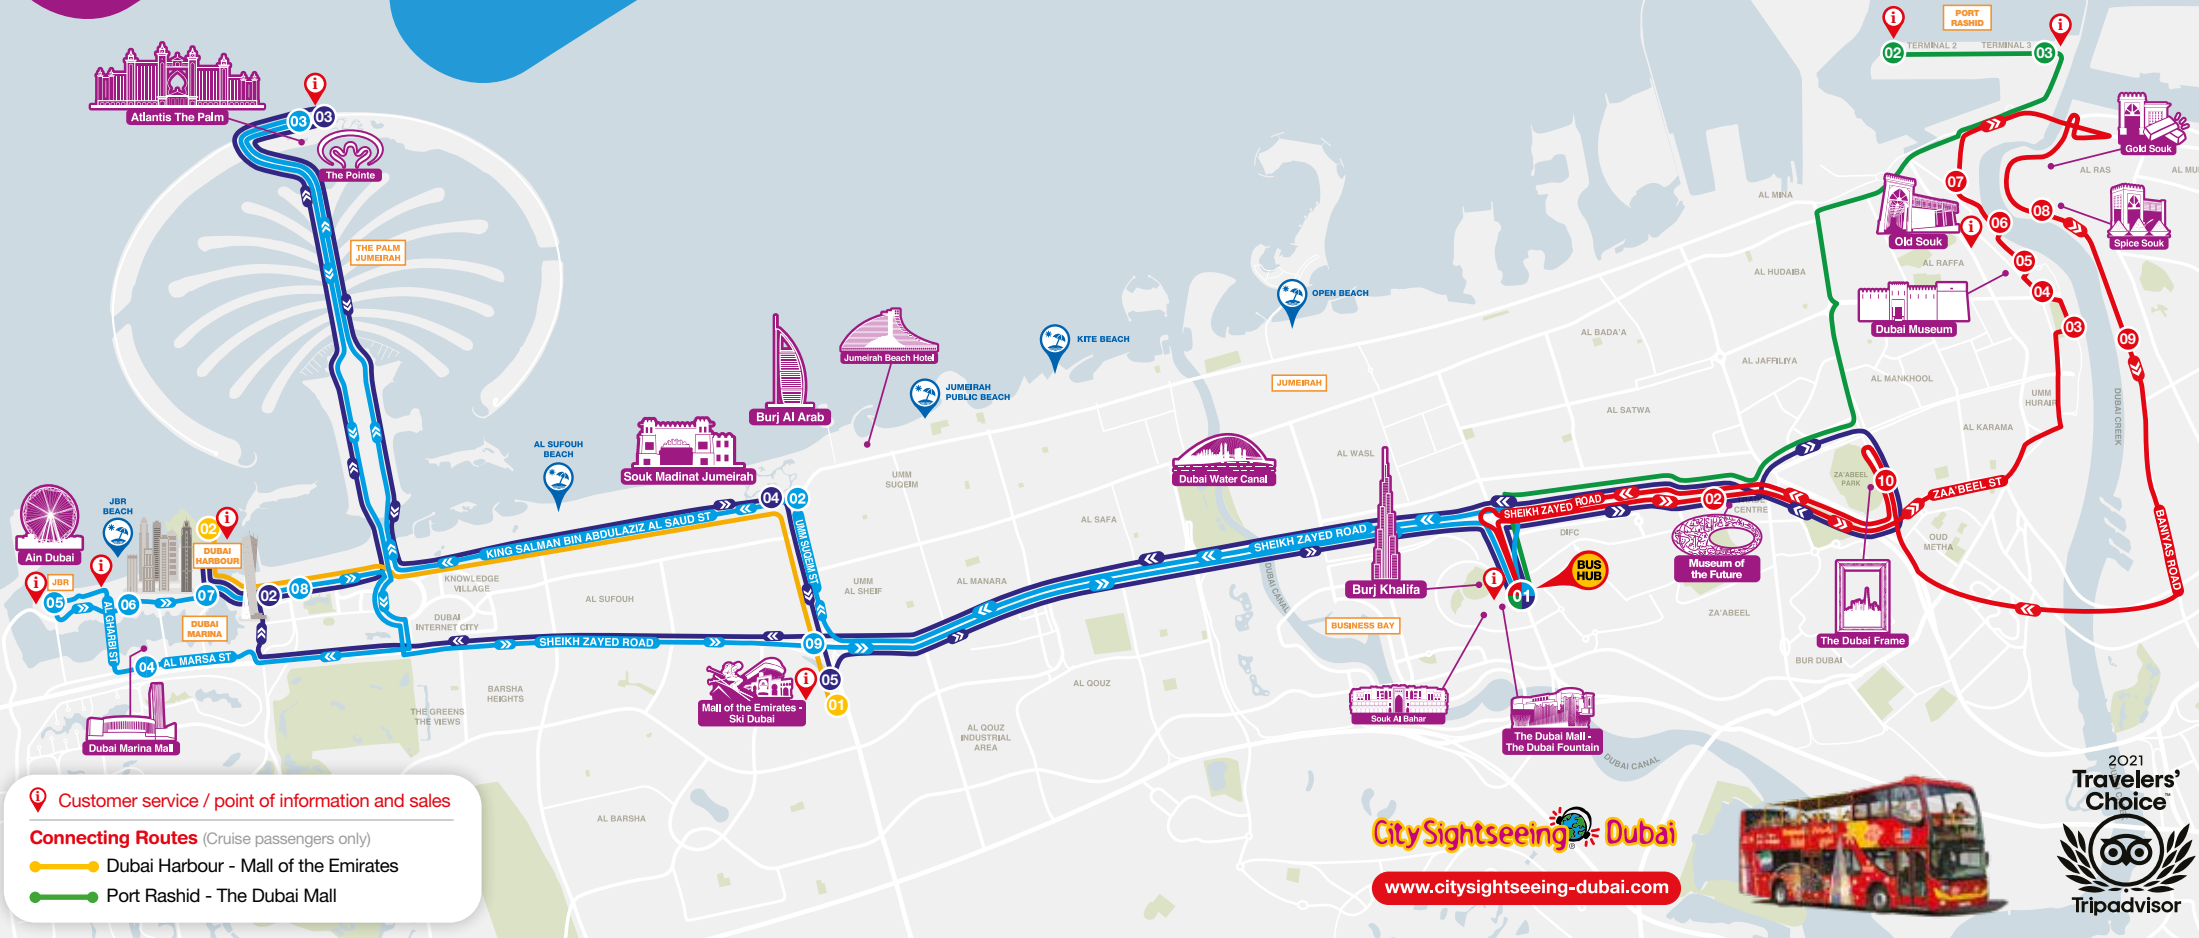 Atlantis The Palm
03
03
The Pointe
THE PALM
JUMEIRAH
02
TERMINAL 2
PORT
RASHID
TERMINAL 3
03
Gold Souk
AL RAS
07
AL MINA
08
06
Old Souk
Spice Souk
AL HUDAIBA
AL RAFFA
05
04
Dubai Museum
03
09
OPEN BEACH
KITE BEACH
AL BADA'A
AL JAFFILIYA
AL MANKHOOL
UMM
HURAIR
DUBAI CREEK
JUMEIRAH
Jumeirah Beach Hotel
JUMEIRAH
PUBLIC BEACH
Burj Al Arab
AL SATWA
AL KARAMA
AL SUFOUH
BEACH
Souk Madinat Jumeirah
UMM
SUQEIM
Dubai Water Canal
AL WASL
ZA'ABEEL
PARK
10
ZAA'BEEL ST
BANIYAS ROAD
Ain Dubai
JBR
BEACH
02
DUBAI
HARBOUR
KING SALMAN BIN ABDULAZIZ AL SAUD ST
04
02
UMM SUQEIM ST
AL SAFA
SHEIKH ZAYED ROAD
SHEIKH ZAYED ROAD
02
CENTRE
DIFC
OUD
METHA
Museum of
the Future
JBR
05
06
07
02
08
AL GHARBI ST
DUBAI
MARINA
04
AL MARSA ST
KNOWLEDGE
VILLAGE
DUBAI
INTERNET CITY
AL SUFOUH
UMM
AL SHEIF
AL MANARA
SHEIKH ZAYED ROAD
09
05
01
DUBAI CANAL
Burj Khalifa
BUS
HUB
01
BUSINESS BAY
ZA'ABEEL
The Dubai Frame
BUR DUBAI
Dubai Marina Mall
THE GREENS
THE VIEWS
BARSHA
HEIGHTS
Mall of the Emirates -
Ski Dubai
AL QOUZ
AL QOUZ
INDUSTRIAL
AREA
Souk Al Bahar
The Dubai Mall -
The Dubai Fountain
DUBAI CANAL
AL BARSHA
Customer service / point of information and sales
Connecting Routes (Cruise passengers only)
Dubai Harbour - Mall of the Emirates
Port Rashid - The Dubai Mall
City Sightseeing Dubai
www.citysightseeing-dubai.com
2021
Travelers'
Choice
Tripadvisor